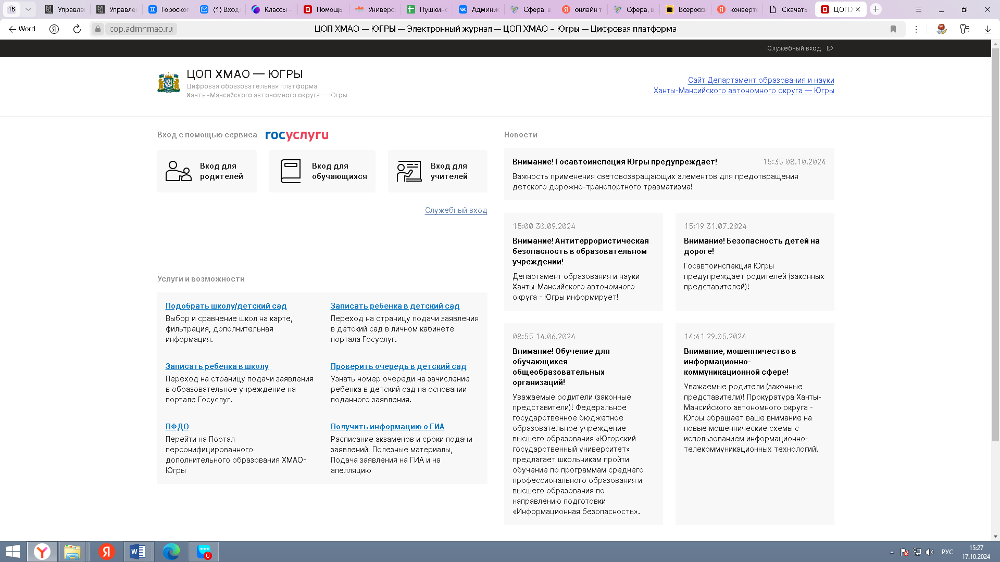 16
Управле
Управле
Гороског
(1) Вход
Классы –
Помощь
Универс
Пушкинс
Админи
Сфера, ш
онлайн т
Сфера, ш
Всеросси
конверте
Скачать
ЦОП Х
Word
cop.admhmao.ru
ЦОП ХМАО — ЮГРЫ — Электронный журнал — ЦОП ХМАО – Югры — Цифровая платформа
Служебный вход
ЦОП ХМАО — ЮГРЫ
Цифровая образовательная платформа
Ханты-Мансийского автономного округа — Югры
Сайт Департамент образования и науки
Ханты-Мансийского автономного округа — Югры
Вход с помощью сервиса госуслуги
Вход для
родителей
Вход для
обучающихся
Вход для
учителей
Служебный вход
Услуги и возможности
Подобрать школу/детский сад
Выбор и сравнение школ на карте,
фильтрация, дополнительная
информация.
Записать ребенка в детский сад
Переход на страницу подачи заявления
в детский сад в личном кабинете
портала Госуслуг.
Записать ребенка в школу
Переход на страницу подачи заявления
в образовательное учреждение на
портале Госуслуг.
Проверить очередь в детский сад
Узнать номер очереди на зачисление
ребенка в детский сад на основании
поданного заявления.
ПФДО
Перейти на Портал
персонифицированного
дополнительного образования ХМАО-
Югры
Получить информацию о ГИА
Расписание экзаменов и сроки подачи
заявлений, Полезные материалы,
Подача заявления на ГИА и на
апелляцию
Новости
Внимание! Госавтоинспеция Югры предупреждает!
15:35 08.10.2024
Важность применения световозвращающих элементов для предотвращения
детского дорожно-транспортного травматизма!
15:00 30.09.2024
Внимание! Антитеррористическая
безопасность в образовательном
учреждении!
Департамент образования и науки
Ханты-Мансийского автономного
округа - Югры информирует!
15:19 31.07.2024
Внимание! Безопасность детей на
дороге!
Госавтоинспекция Югры
предупреждает родителей (законных
представителей)!
08:55 14.06.2024
Внимание! Обучение для
обучающихся
общеобразовательных
организаций!
Уважаемые родители (законные
представители)! Федеральное
государственное бюджетное
образовательное учреждение
высшего образования «Югорский
государственный университет»
предлагает школьникам пройти
обучение по программам среднего
профессионального образования и
высшего образования по
направлению подготовки
«Информационная безопасность».
14:41 29.05.2024
Внимание, мошенничество в
информационно-
коммуникационной сфере!
Уважаемые родители (законные
представители)! Прокуратура Ханты-
Мансийского автономного округа -
Югры обращает ваше внимание на
новые мошеннические схемы с
использованием информационно-
телекоммуникационных технологий!
6
РУС
15:27
17.10.2024